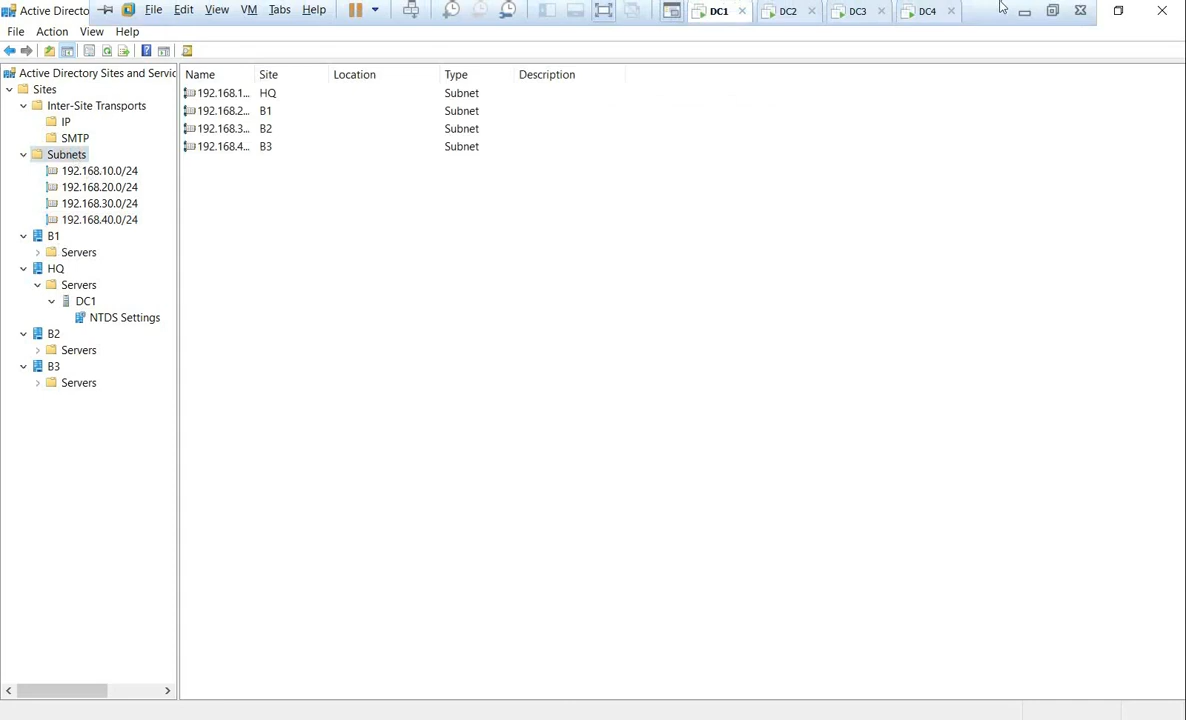 Active Directo File Edit View VM Tabs Help DC1 DC2 DC3 DC4
File Action View Help
Active Directory Sites and Servic
Sites
Inter-Site Transports
IP
SMTP
Subnets
192.168.10.0/24
192.168.20.0/24
192.168.30.0/24
192.168.40.0/24
B1
Servers
HQ
Servers
DC1
NTDS Settings
B2
Servers
B3
Servers
Name Site Location Type Description
192.168.1... HQ Subnet
192.168.2... B1 Subnet
192.168.3... B2 Subnet
192.168.4... B3 Subnet